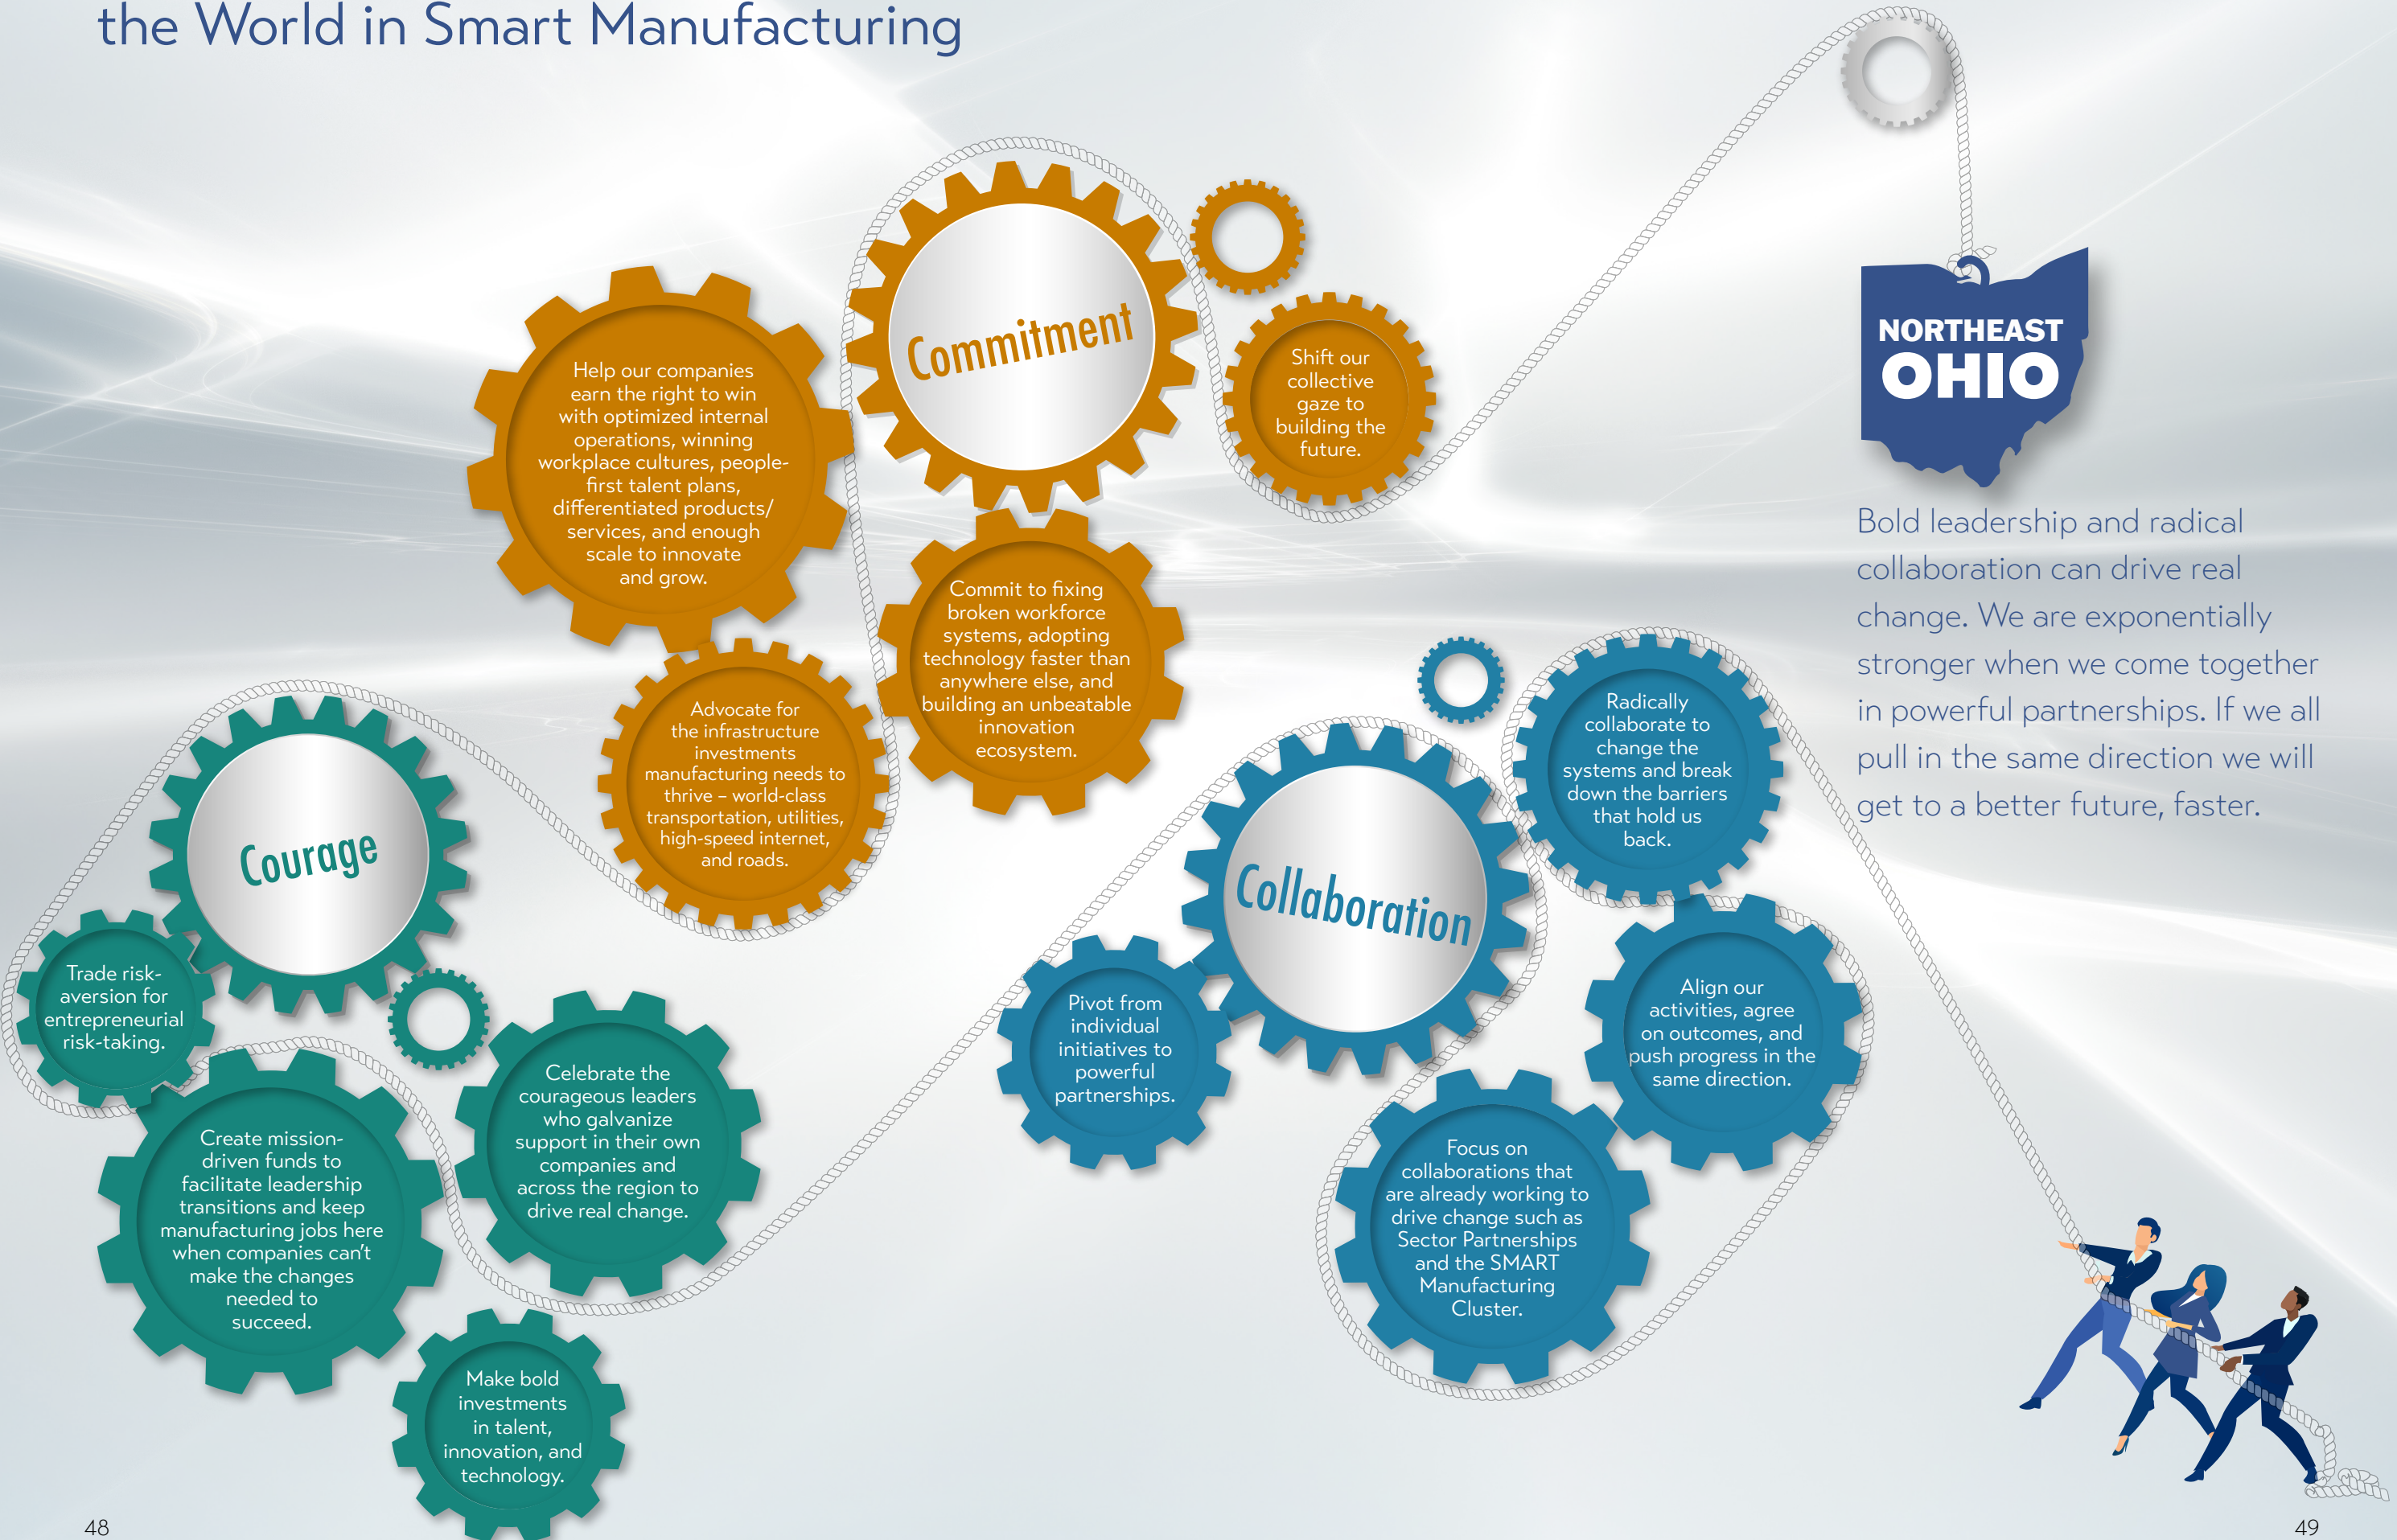 the World in Smart Manufacturing
Commitment
Help our companies
earn the right to win
with optimized internal
operations, winning
workplace cultures, people-
first talent plans,
differentiated products/
services, and enough
scale to innovate
and grow.
Shift our
collective
gaze to
building the
future.
Commit to fixing
broken workforce
systems, adopting
technology faster than
anywhere else, and
building an unbeatable
innovation
ecosystem.
Advocate for
the infrastructure
investments
manufacturing needs to
thrive – world-class
transportation, utilities,
high-speed internet,
and roads.
Courage
Trade risk-
aversion for
entrepreneurial
risk-taking.
Create mission-
driven funds to
facilitate leadership
transitions and keep
manufacturing jobs here
when companies can't
make the changes
needed to
succeed.
Celebrate the
courageous leaders
who galvanize
support in their own
companies and
across the region to
drive real change.
Make bold
investments
in talent,
innovation, and
technology.
Collaboration
Pivot from
individual
initiatives to
powerful
partnerships.
Radically
collaborate to
change the
systems and break
down the barriers
that hold us
back.
Align our
activities, agree
on outcomes, and
push progress in the
same direction.
Focus on
collaborations that
are already working to
drive change such as
Sector Partnerships
and the SMART
Manufacturing
Cluster.
NORTHEAST
OHIO
Bold leadership and radical
collaboration can drive real
change. We are exponentially
stronger when we come together
in powerful partnerships. If we all
pull in the same direction we will
get to a better future, faster.
48
49